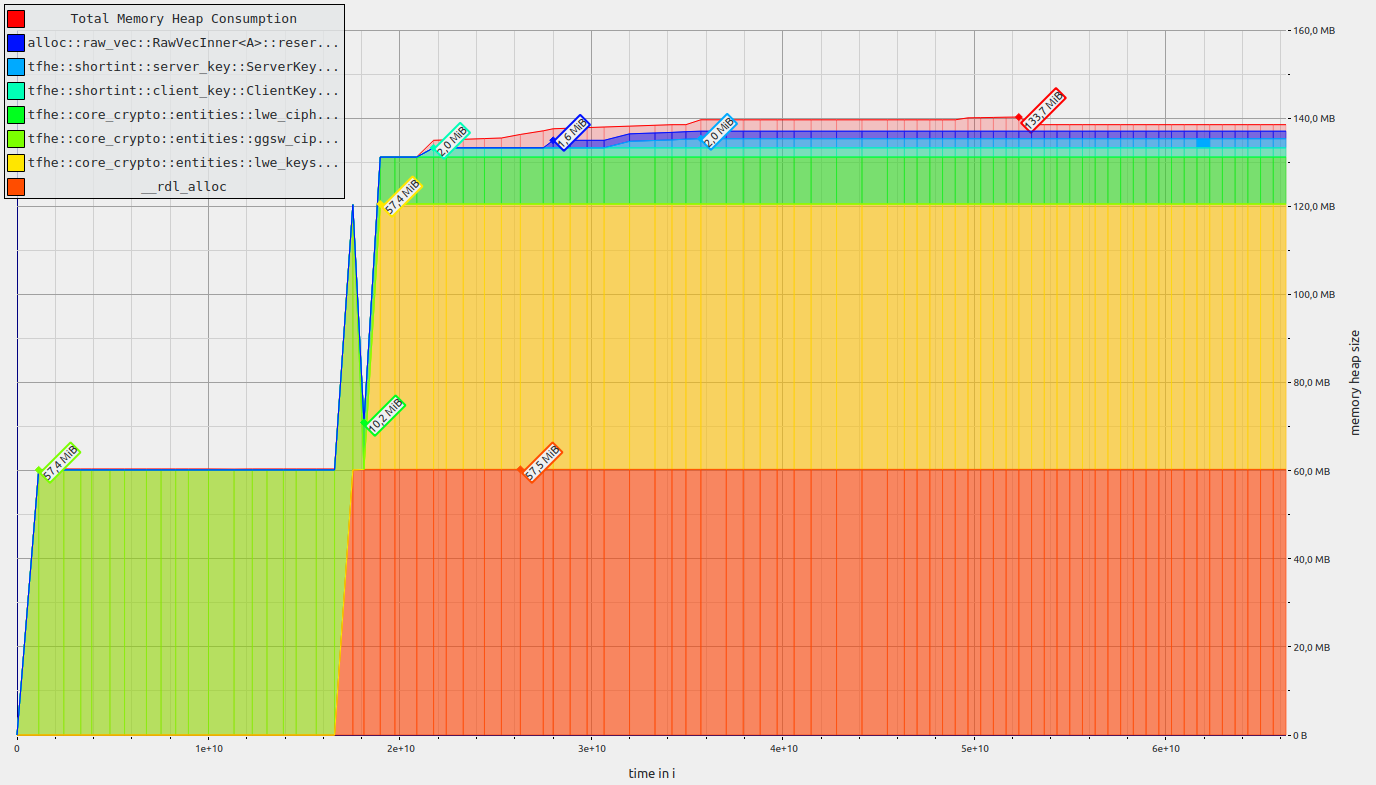 Total Memory Heap Consumption
alloc::raw_vec::RawVecInner<A>::reser...
tfhe::shortint::server_key::ServerKey...
tfhe::shortint::client_key::ClientKey...
tfhe::core_crypto::entities::lwe_ciph...
tfhe::core_crypto::entities::ggsw_cip...
tfhe::core_crypto::entities::lwe_keys...
__rdl_alloc
160,0 MB
140,0 MB
120,0 MB
100,0 MB
80,0 MB
60,0 MB
40,0 MB
20,0 MB
0 B
memory heap size
133,7 MiB
2,0 MiB
1,6 MiB
2,0 MiB
57,4 MiB
10,2 MiB
57,4 MiB
57,5 MiB
0
1e+10
2e+10
3e+10
4e+10
5e+10
6e+10
time in i